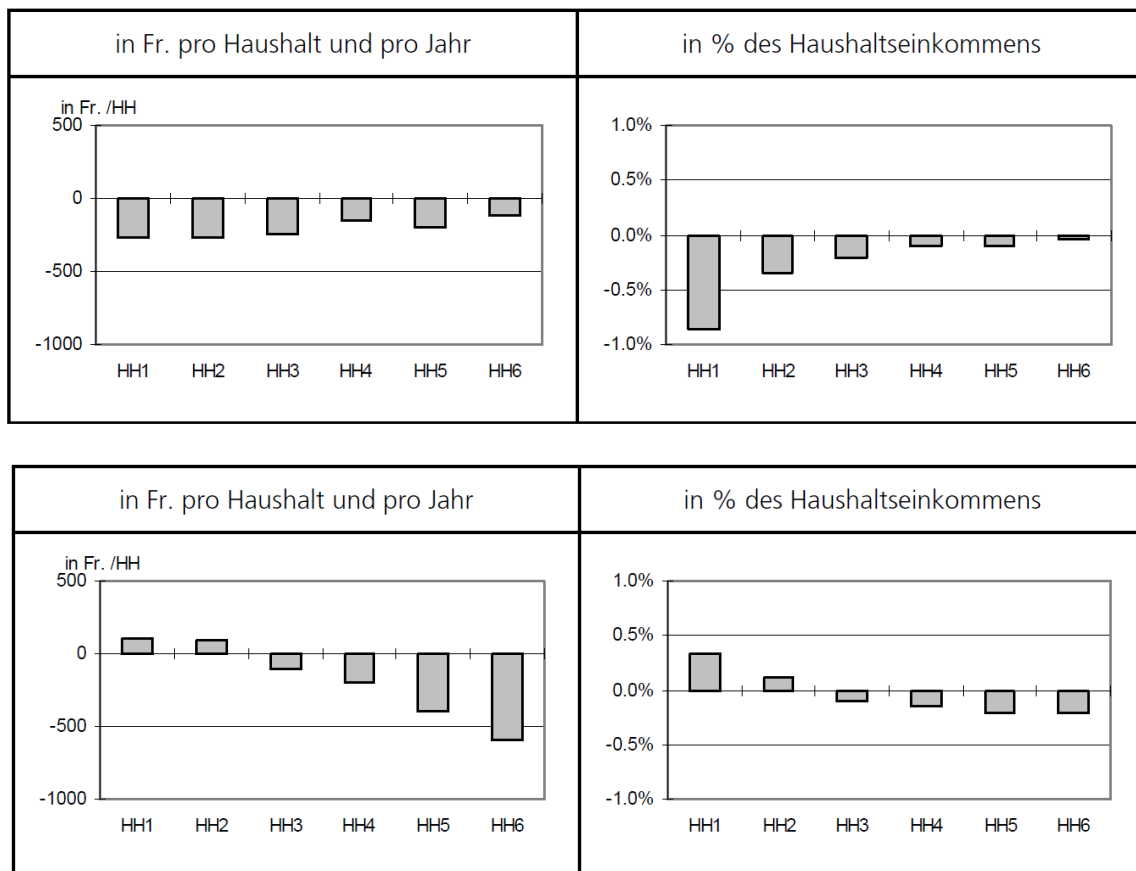 in Fr. pro Haushalt und pro Jahr
in % des Haushaltseinkommens
in Fr. /HH
500
0
-500
-1000
HH1 HH2 HH3 HH4 HH5 HH6
1.0%
0.5%
0.0%
-0.5%
-1.0%
HH1 HH2 HH3 HH4 HH5 HH6
in Fr. pro Haushalt und pro Jahr
in % des Haushaltseinkommens
in Fr. /HH
500
0
-500
-1000
HH1 HH2 HH3 HH4 HH5 HH6
1.0%
0.5%
0.0%
-0.5%
-1.0%
HH1 HH2 HH3 HH4 HH5 HH6